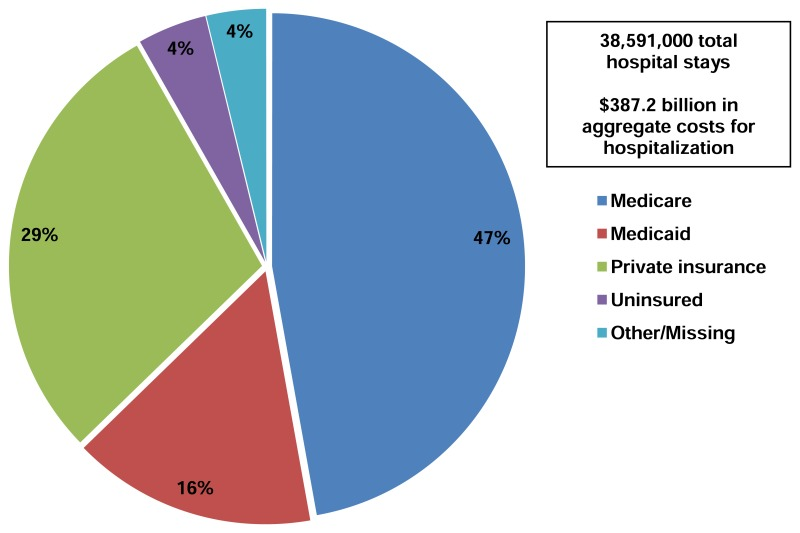 4%
4%
29%
47%
16%
38,591,000 total
hospital stays
$387.2 billion in
aggregate costs for
hospitalization
Medicare
Medicaid
Private insurance
Uninsured
Other/Missing